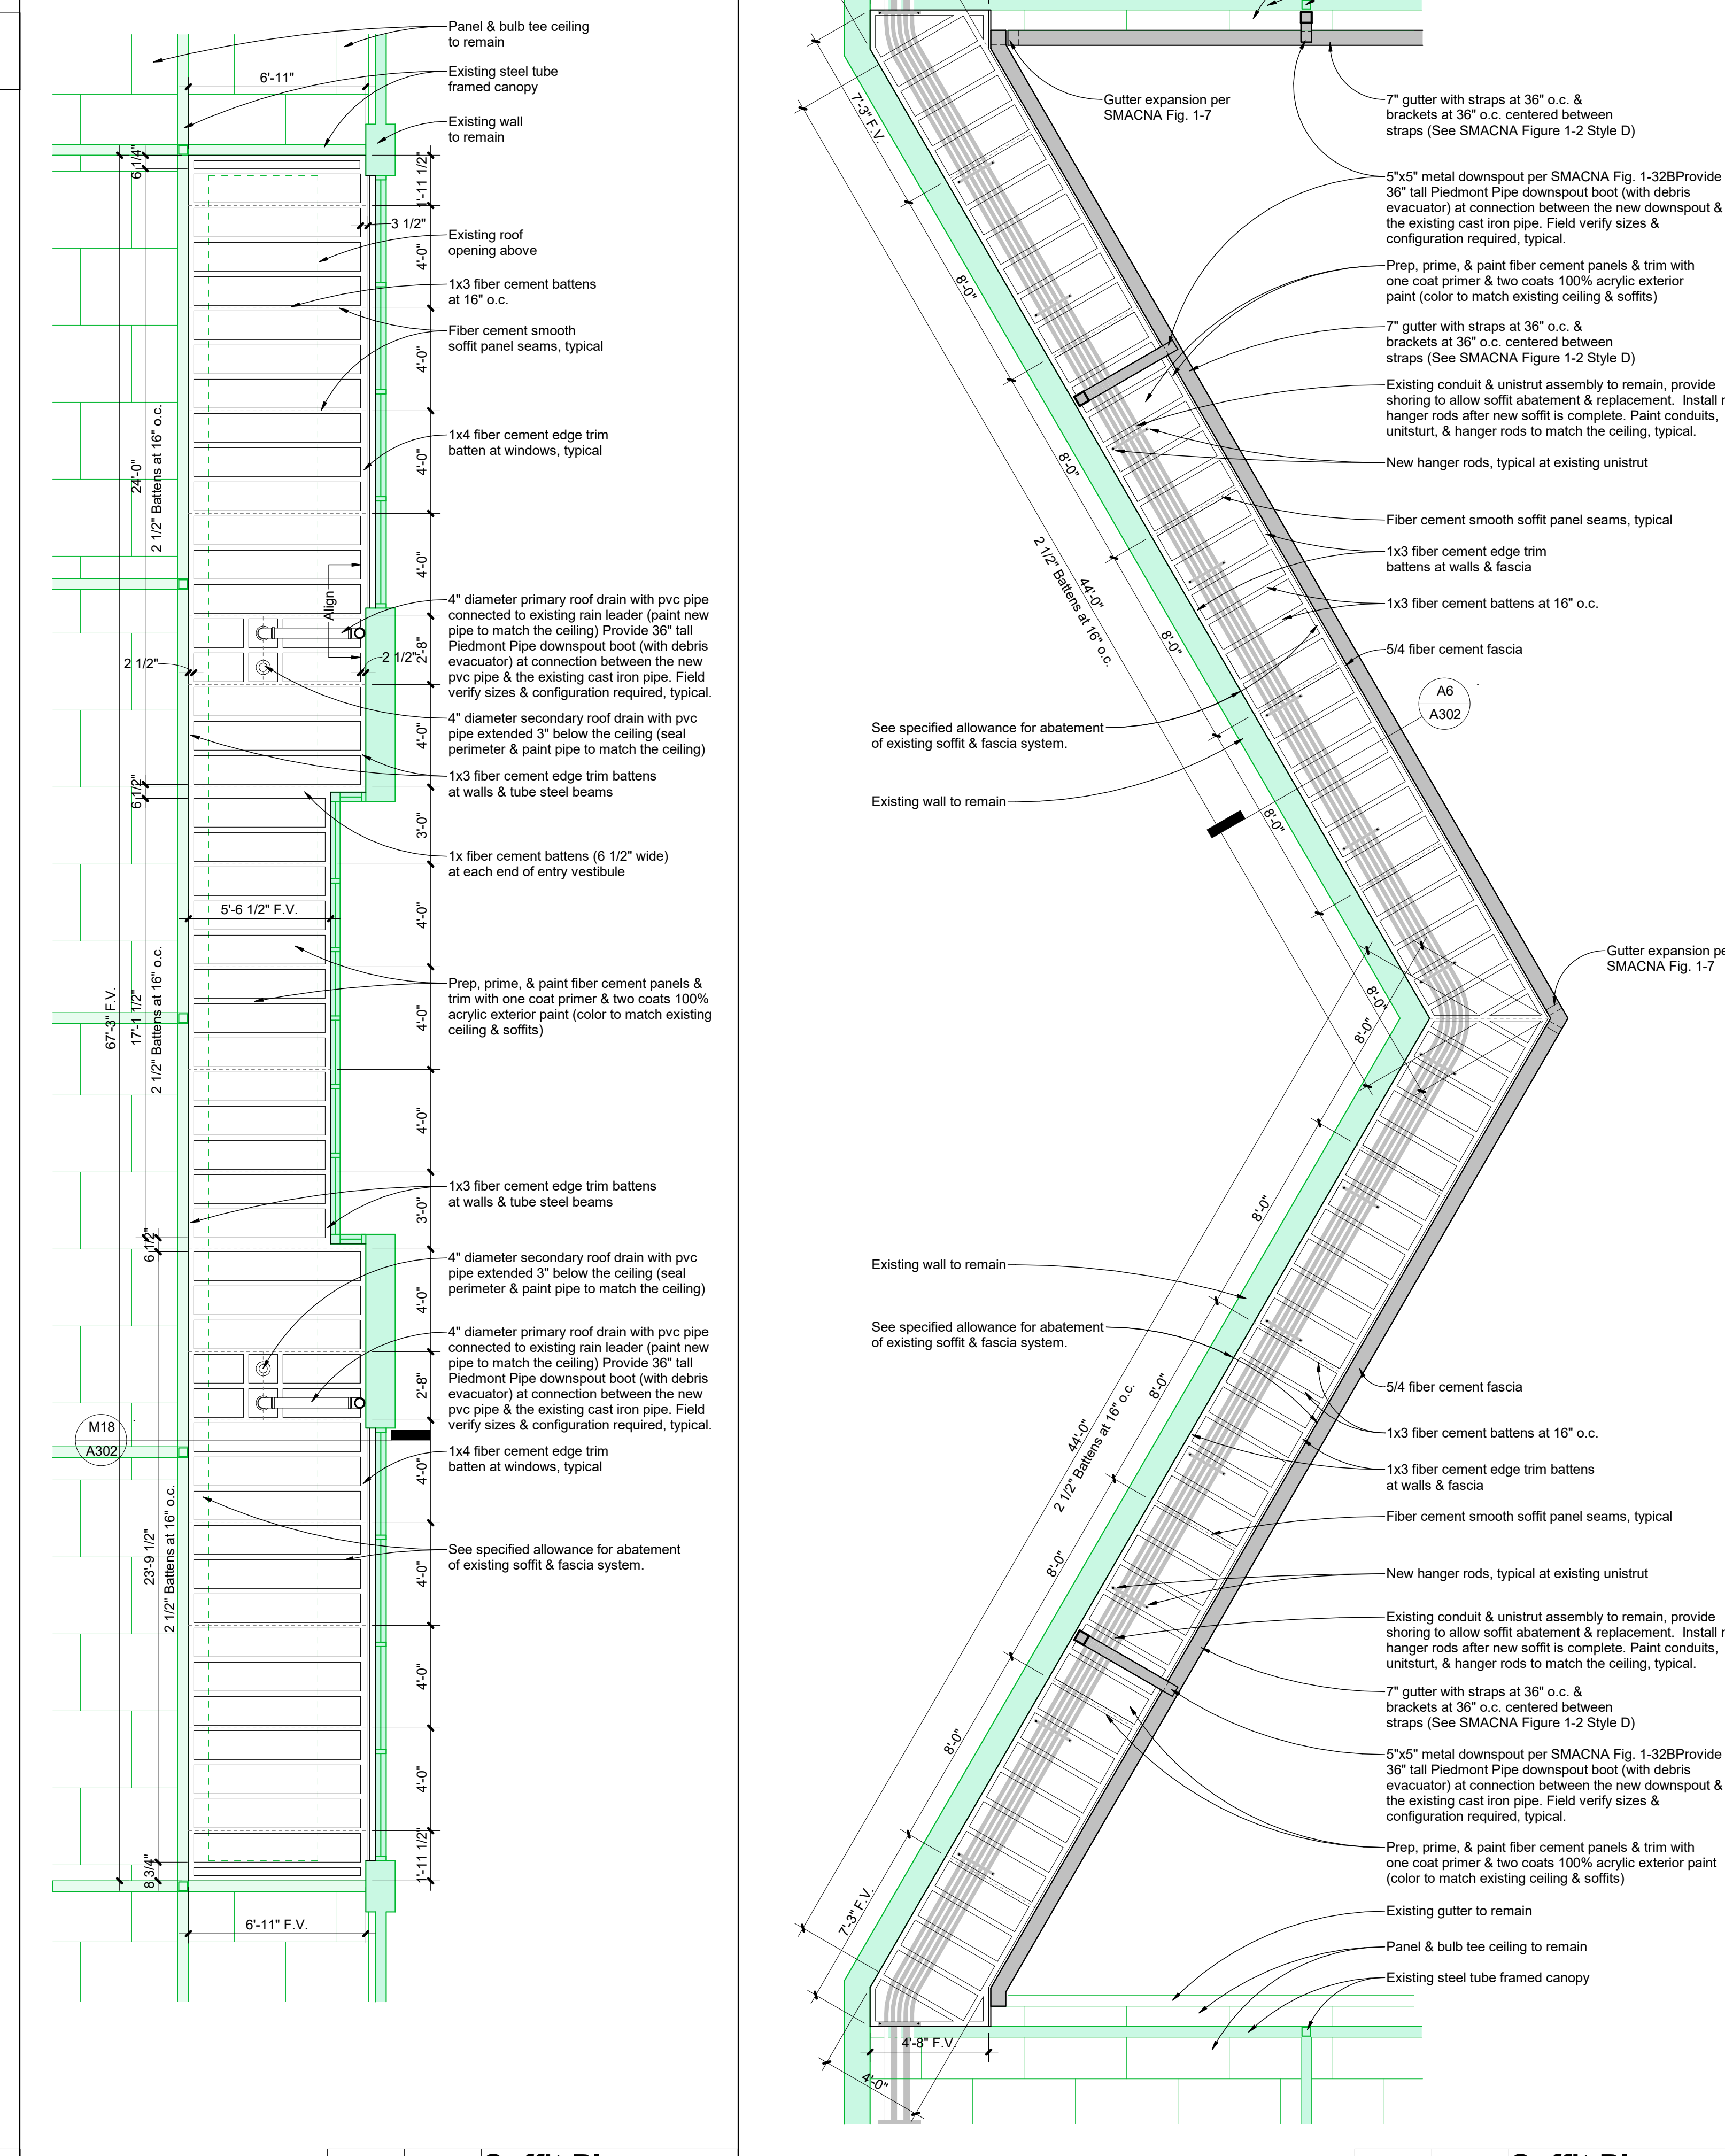 Panel & bulb tee ceiling
to remain
6'-11"
Existing steel tube
framed canopy
Existing wall
to remain
6 1/4"
1'-11 1/2"
3 1/2"
Existing roof
opening above
4'-0"
1x3 fiber cement battens
at 16" o.c.
Fiber cement smooth
soffit panel seams, typical
4'-0"
24'-0"
2 1/2" Battens at 16" o.c.
1x4 fiber cement edge trim
batten at windows, typical
4'-0"
4'-0"
Align
4" diameter primary roof drain with pvc pipe
connected to existing rain leader (paint new
pipe to match the ceiling) Provide 36" tall
Piedmont Pipe downspout boot (with debris
evacuator) at connection between the new
pvc pipe & the existing cast iron pipe. Field
verify sizes & configuration required, typical.
2 1/2"
2 1/2"
2'-8"
4" diameter secondary roof drain with pvc
pipe extended 3" below the ceiling (seal
perimeter & paint pipe to match the ceiling)
4'-0"
1x3 fiber cement edge trim battens
at walls & tube steel beams
6 1/2"
3'-0"
1x fiber cement battens (6 1/2" wide)
at each end of entry vestibule
5'-6 1/2" F.V.
4'-0"
67'-3" F.V.
17'-1 1/2"
2 1/2" Battens at 16" o.c.
Prep, prime, & paint fiber cement panels &
trim with one coat primer & two coats 100%
acrylic exterior paint (color to match existing
ceiling & soffits)
4'-0"
4'-0"
1x3 fiber cement edge trim battens
at walls & tube steel beams
3'-0"
6 1/2"
4" diameter secondary roof drain with pvc
pipe extended 3" below the ceiling (seal
perimeter & paint pipe to match the ceiling)
4'-0"
4" diameter primary roof drain with pvc pipe
connected to existing rain leader (paint new
pipe to match the ceiling) Provide 36" tall
Piedmont Pipe downspout boot (with debris
evacuator) at connection between the new
pvc pipe & the existing cast iron pipe. Field
verify sizes & configuration required, typical.
2'-8"
M18
A302
1x4 fiber cement edge trim
batten at windows, typical
4'-0"
23'-9 1/2"
2 1/2" Battens at 16" o.c.
See specified allowance for abatement
of existing soffit & fascia system.
4'-0"
4'-0"
4'-0"
1'-11 1/2"
8 3/4"
6'-11" F.V.
7'-3" F.V.
Gutter expansion per
SMACNA Fig. 1-7
7" gutter with straps at 36" o.c. &
brackets at 36" o.c. centered between
straps (See SMACNA Figure 1-2 Style D)
5"x5" metal downspout per SMACNA Fig. 1-32BProvide
36" tall Piedmont Pipe downspout boot (with debris
evacuator) at connection between the new downspout &
the existing cast iron pipe. Field verify sizes &
configuration required, typical.
Prep, prime, & paint fiber cement panels & trim with
one coat primer & two coats 100% acrylic exterior
paint (color to match existing ceiling & soffits)
8'-0"
7" gutter with straps at 36" o.c. &
brackets at 36" o.c. centered between
straps (See SMACNA Figure 1-2 Style D)
Existing conduit & unistrut assembly to remain, provide
shoring to allow soffit abatement & replacement. Install
hanger rods after new soffit is complete. Paint conduits,
unitsturt, & hanger rods to match the ceiling, typical.
8'-0"
New hanger rods, typical at existing unistrut
Fiber cement smooth soffit panel seams, typical
1x3 fiber cement edge trim
battens at walls & fascia
44'-0"
2 1/2" Battens at 16" o.c.
1x3 fiber cement battens at 16" o.c.
8'-0"
5/4 fiber cement fascia
A6
A302
See specified allowance for abatement
of existing soffit & fascia system.
Existing wall to remain
8'-0"
Gutter expansion
SMACNA Fig. 1-7
8'-0"
8'-0"
8'-0"
Existing wall to remain
See specified allowance for abatement
of existing soffit & fascia system.
5/4 fiber cement fascia
8'-0"
44'-0"
2 1/2" Battens at 16" o.c.
1x3 fiber cement battens at 16" o.c.
1x3 fiber cement edge trim battens
at walls & fascia
Fiber cement smooth soffit panel seams, typical
8'-0"
New hanger rods, typical at existing unistrut
Existing conduit & unistrut assembly to remain, provide
shoring to allow soffit abatement & replacement. Install
hanger rods after new soffit is complete. Paint conduits,
unitsturt, & hanger rods to match the ceiling, typical.
7" gutter with straps at 36" o.c. &
brackets at 36" o.c. centered between
straps (See SMACNA Figure 1-2 Style D)
8'-0"
5"x5" metal downspout per SMACNA Fig. 1-32BProvide
36" tall Piedmont Pipe downspout boot (with debris
evacuator) at connection between the new downspout &
the existing cast iron pipe. Field verify sizes &
configuration required, typical.
Prep, prime, & paint fiber cement panels & trim with
one coat primer & two coats 100% acrylic exterior paint
(color to match existing ceiling & soffits)
7'-3" F.V.
Existing gutter to remain
Panel & bulb tee ceiling to remain
Existing steel tube framed canopy
4'-8" F.V.
4'-0"